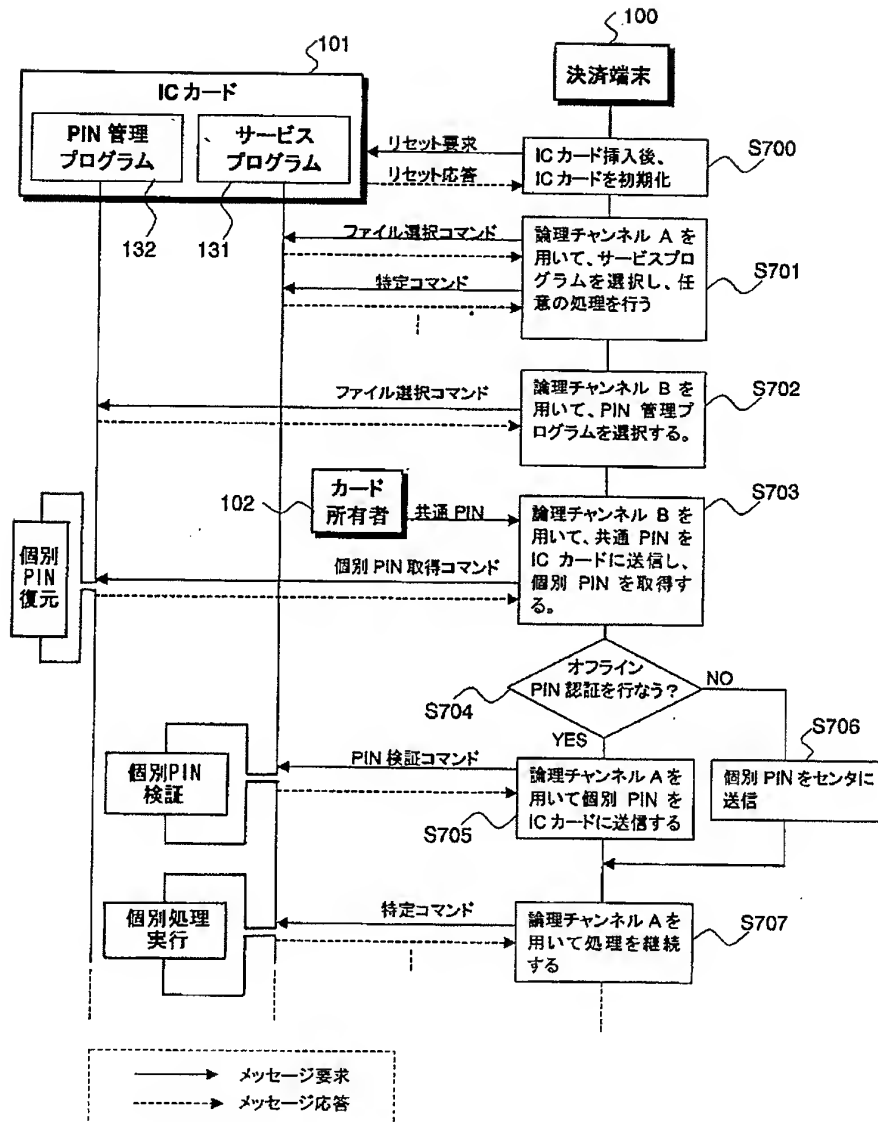 100
決済端末
101
ICカード
PIN 管理
プログラム
サービス
プログラム
132
131
リセット要求
リセット応答
ICカード挿入後、
ICカードを初期化
S700
ファイル選択コマンド
特定コマンド
論理チャンネル A を
用いて、サービスプ
ログラムを選択し、任
意の処理を行う
S701
ファイル選択コマンド
論理チャンネル B を
用いて、PIN 管理プ
ログラムを選択する。
S702
102
カード
所有者
共通 PIN
個別 PIN 取得コマンド
論理チャンネル B を
用いて、共通 PIN を
IC カードに送信し、
個別 PIN を取得す
る。
S703
個別
PIN
復元
オフライン
PIN 認証を行なう?
S704
NO
YES
S706
個別 PIN をセンタに
送信
個別PIN
検証
PIN 検証コマンド
論理チャンネル A を
用いて個別 PIN を
IC カードに送信する
S705
個別処理
実行
特定コマンド
論理チャンネル A を
用いて処理を継続
する
S707
メッセージ要求
メッセージ応答